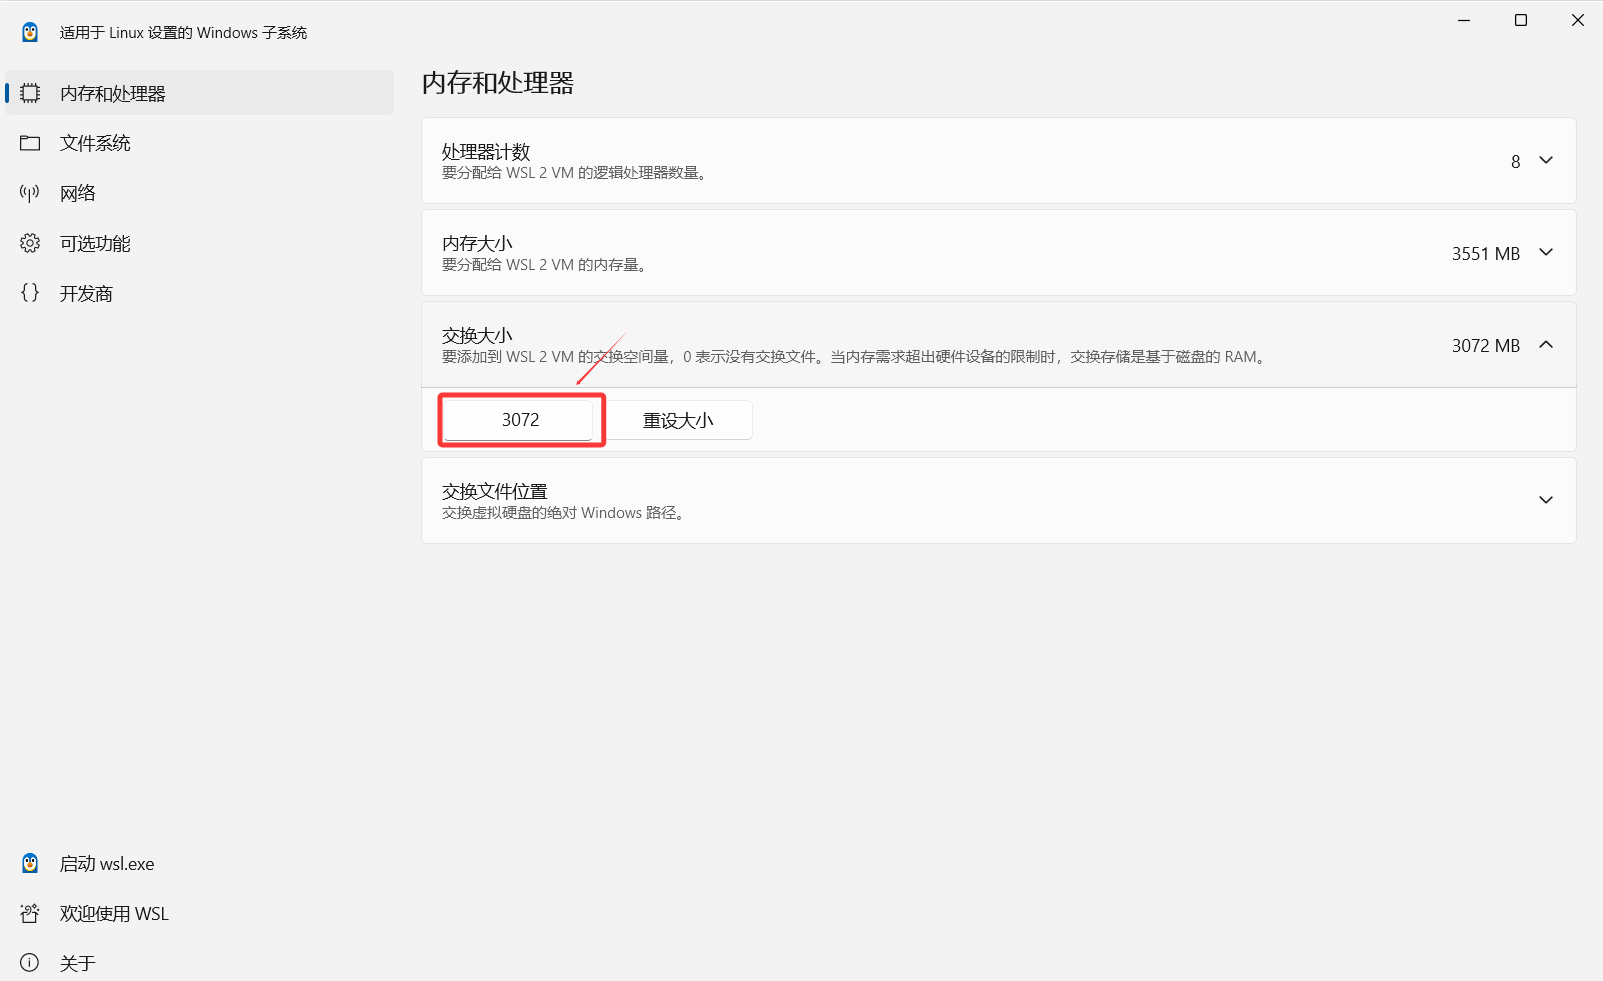 适用于 Linux 设置的 Windows 子系统
内存和处理器
文件系统
网络
可选功能
开发商
内存和处理器
处理器计数
要分配给 WSL 2 VM 的逻辑处理器数量。
8
内存大小
要分配给 WSL 2 VM 的内存量。
3551 MB
交换大小
要添加到 WSL 2 VM 的交换空间量，0 表示没有交换文件。当内存需求超出硬件设备的限制时，交换存储是基于磁盘的 RAM。
3072 MB
3072
重设大小
交换文件位置
交换虚拟硬盘的绝对 Windows 路径。
启动 wsl.exe
欢迎使用 WSL
关于